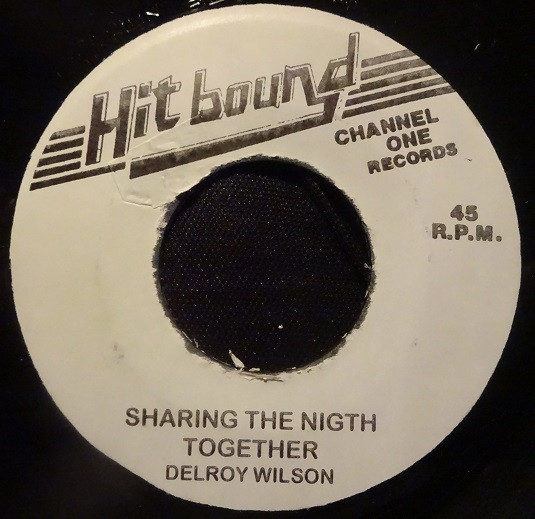 Hit bound
CHANNEL
ONE
RECORDS
45
R.P.M.
SHARING THE NIGTH
TOGETHER
DELROY WILSON